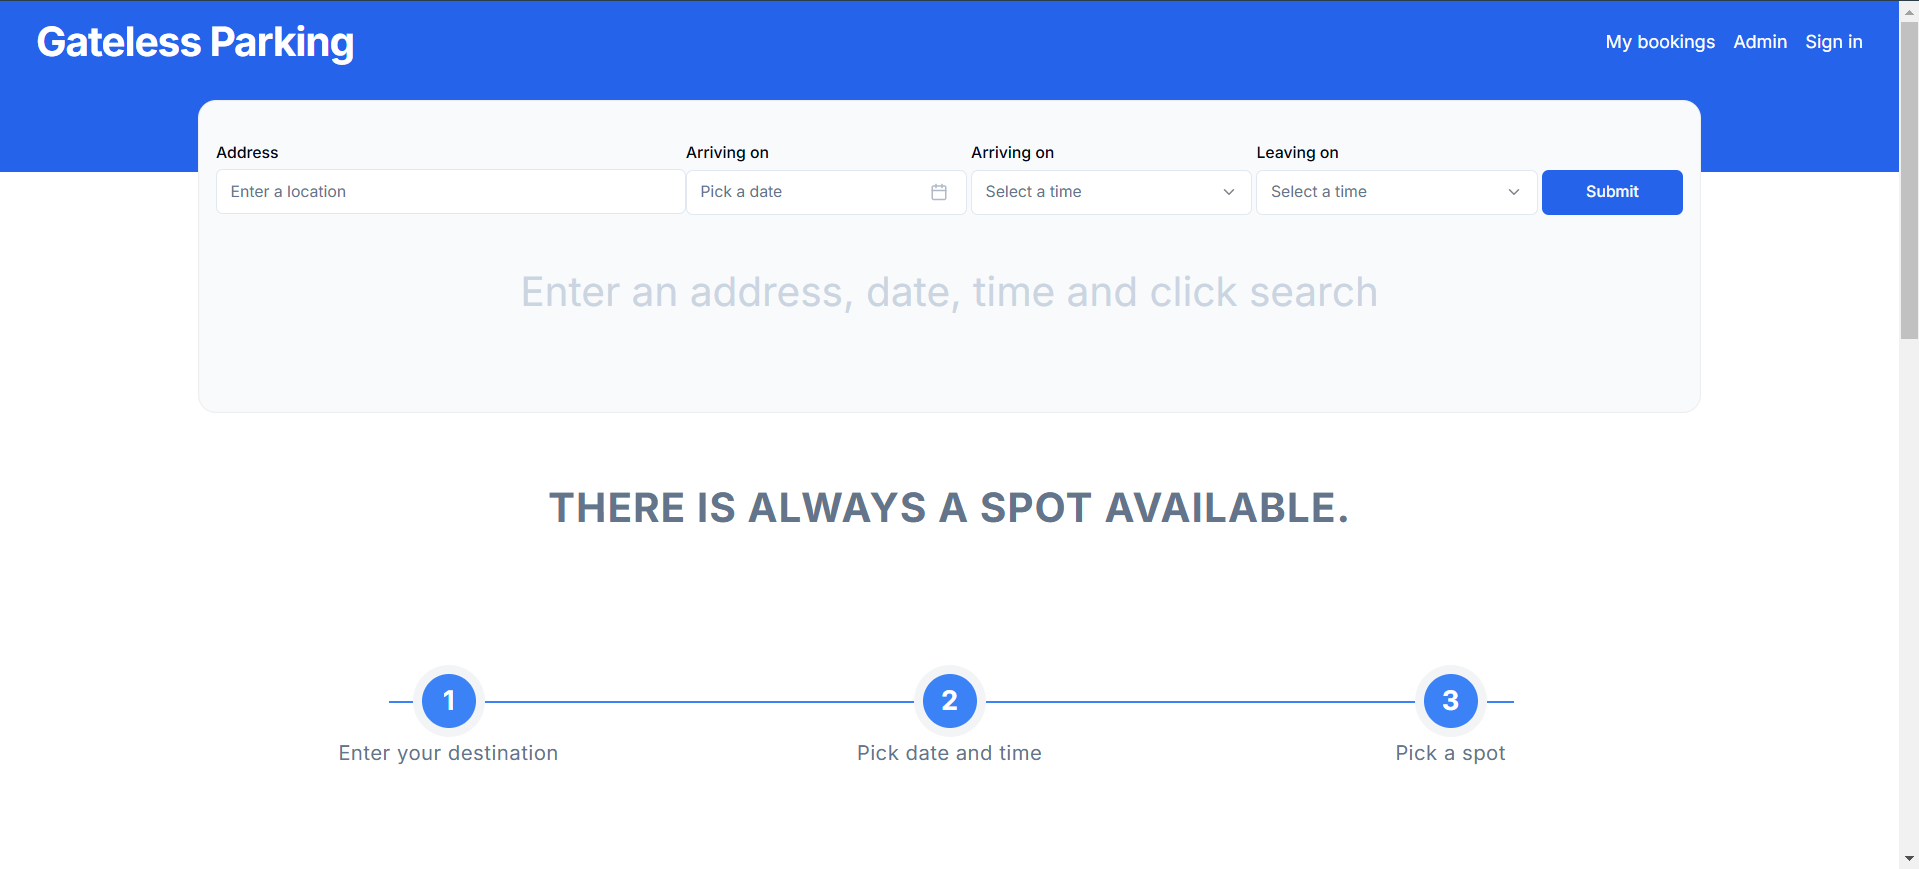 Gateless Parking
My bookings Admin Sign in
Address Arriving on Arriving on Leaving on
Enter a location Pick a date Select a time Select a time Submit
Enter an address, date, time and click search
THERE IS ALWAYS A SPOT AVAILABLE.
1 2 3
Enter your destination Pick date and time Pick a spot